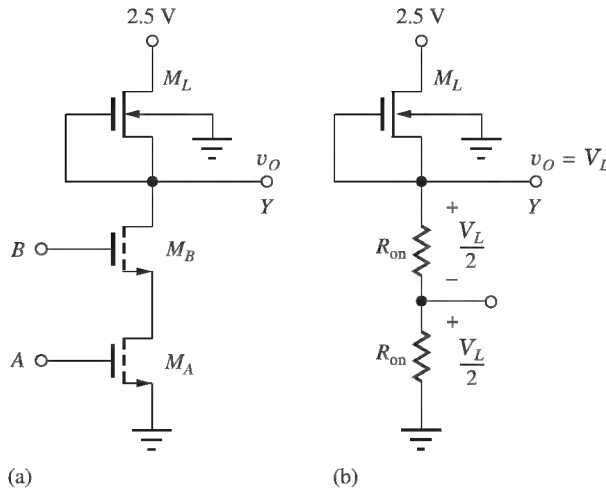 2.5 V
M_L
v_O
Y
B
M_B
A
M_A
(a)
2.5 V
M_L
v_O = V_L
Y
+
R_on
V_L
2
−
+
R_on
V_L
2
(b)